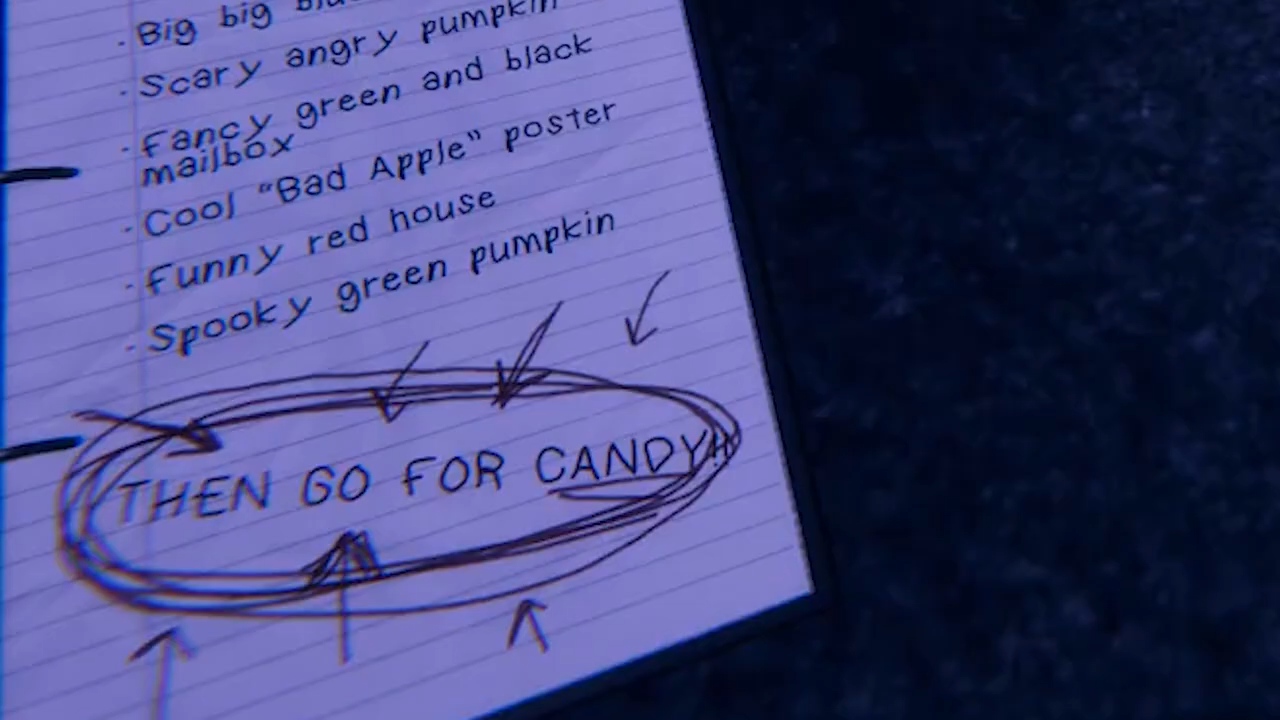 · Big big
· Scary angry pumpkin
· Fancy green and black
mailbox
· Cool "Bad Apple" poster
· Funny red house
· Spooky green pumpkin
THEN GO FOR CANDY!!